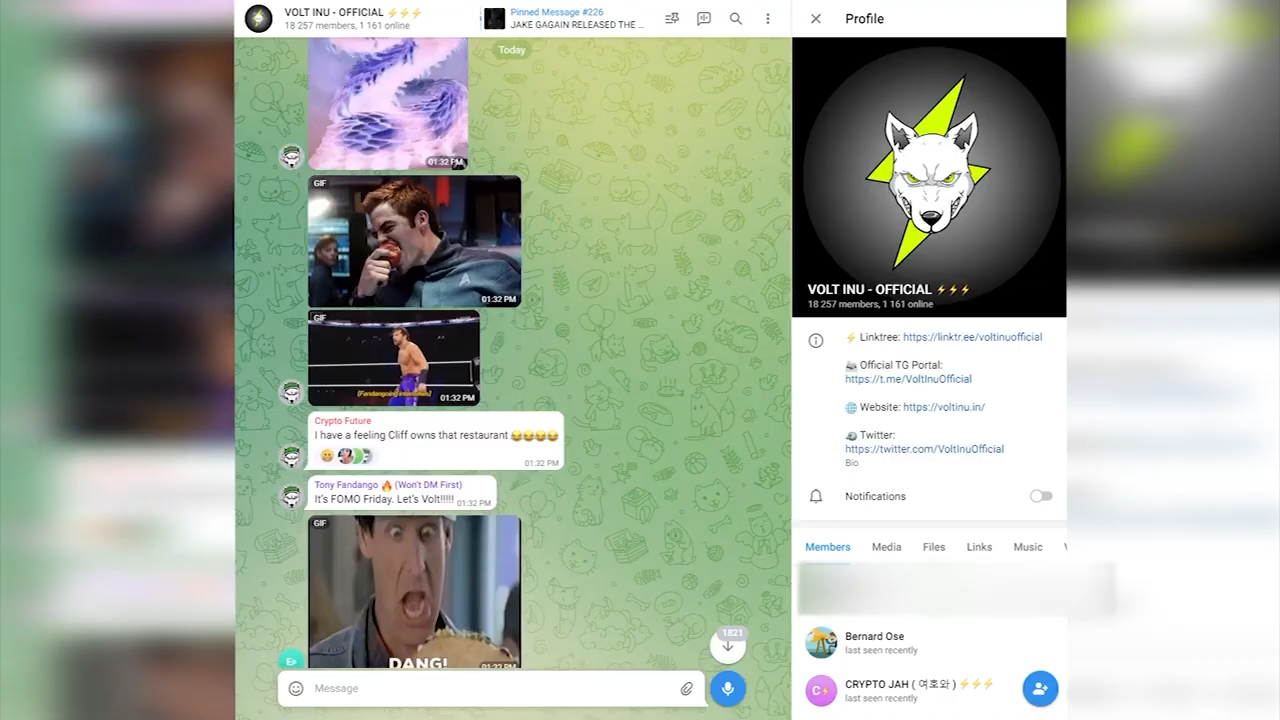 VOLT INU - OFFICIAL ⚡⚡⚡
18 257 members, 1 161 online
Pinned Message #226
JAKE GAGAIN RELEASED THE ...
Today
01:32 PM
GIF
01:32 PM
GIF
01:32 PM
Crypto Future
I have a feeling Cliff owns that restaurant 😂😂😂😂
01:32 PM
Tony Fandango 🔥 (Won't DM First)
It's FOMO Friday. Let's Volt!!!!! 01:32 PM
GIF
DANG!
01:32 PM
1821
Message
Profile
VOLT INU - OFFICIAL ⚡⚡⚡
18 257 members, 1 161 online
⚡ Linktree: https://linktr.ee/voltinuofficial
Official TG Portal:
https://t.me/VoltInuOfficial
🌐 Website: https://voltinu.in/
Twitter:
https://twitter.com/VoltInuOfficial
Bio
Notifications
Members Media Files Links Music
Bernard Ose
last seen recently
CRYPTO JAH ( 여호와 ) ⚡⚡⚡
last seen recently